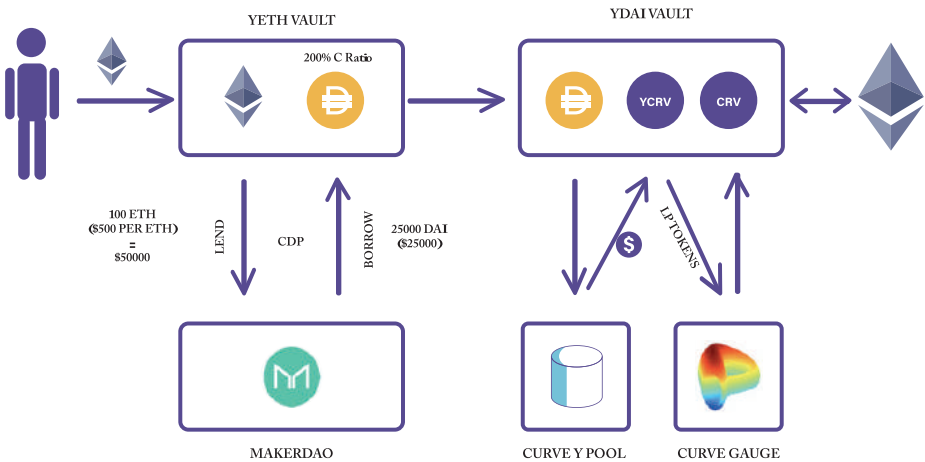 YETH VAULT
YDAI VAULT
200% C Ratio
YCRV
CRV
100 ETH
($500 PER ETH)
=
$50000
LEND
CDP
BORROW
25000 DAI
($25000)
$
LP TOKENS
MAKERDAO
CURVE Y POOL
CURVE GAUGE